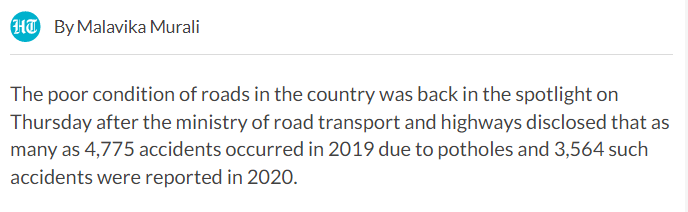 HT By Malavika Murali
The poor condition of roads in the country was back in the spotlight on
Thursday after the ministry of road transport and highways disclosed that as
many as 4,775 accidents occurred in 2019 due to potholes and 3,564 such
accidents were reported in 2020.